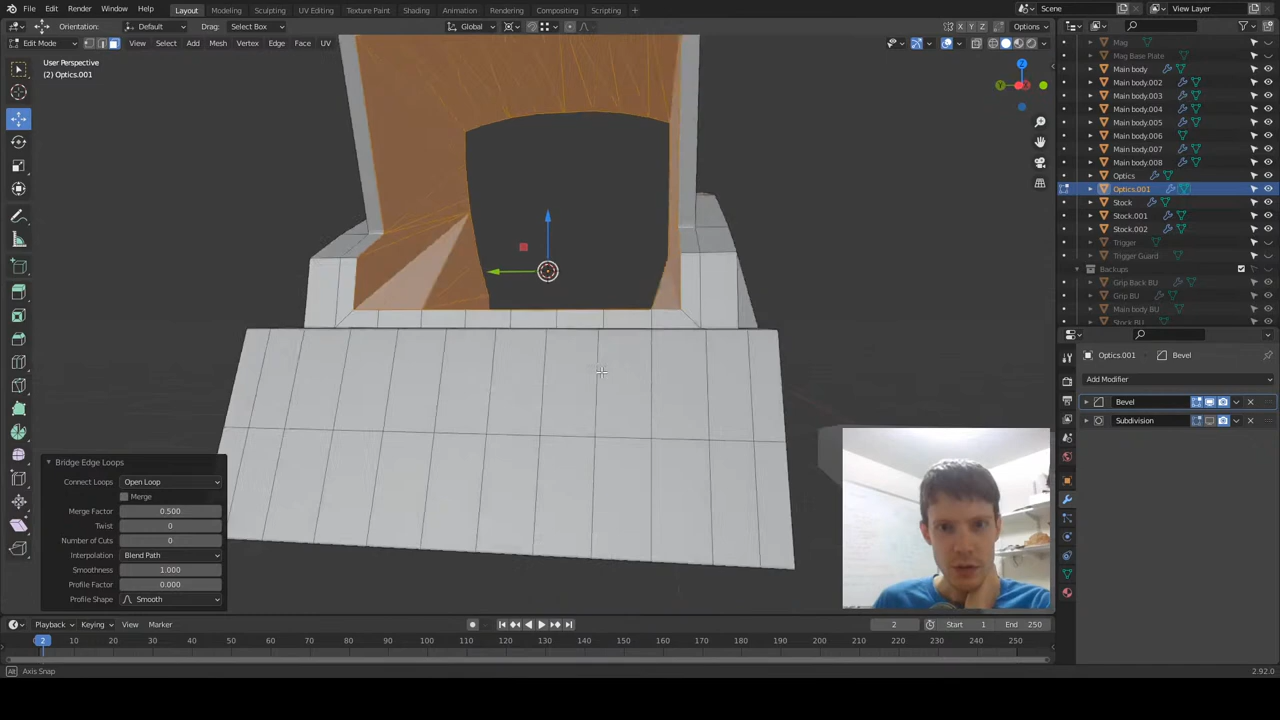 File Edit Render Window Help Layout Modeling Sculpting UV Editing Texture Paint Shading Animation Rendering Compositing Scripting + Scene View Layer
Orientation: Default Drag: Select Box Global Options
Edit Mode View Select Add Mesh Vertex Edge Face UV
User Perspective
(2) Optics.001
Z
Y
X
Mag
Mag Base Plate
Main body
Main body.002
Main body.003
Main body.004
Main body.005
Main body.006
Main body.007
Main body.008
Optics
Optics.001
Stock
Stock.001
Stock.002
Trigger
Trigger Guard
Backups
Grip Back BU
Grip BU
Main body BU
Stock BU
Optics.001 Bevel
Add Modifier
Bevel
Subdivision
Bridge Edge Loops
Connect Loops Open Loop
Merge
Merge Factor 0.500
Twist 0
Number of Cuts 0
Interpolation Blend Path
Smoothness 1.000
Profile Factor 0.000
Profile Shape Smooth
Playback Keying View Marker 2 Start 1 End 250
2 10 20 30 40 50 60 70 80 90 100 110 120 130 140 150 160 170 180 190 200 210 220 230 240 250
Alt Axis Snap 2.92.0